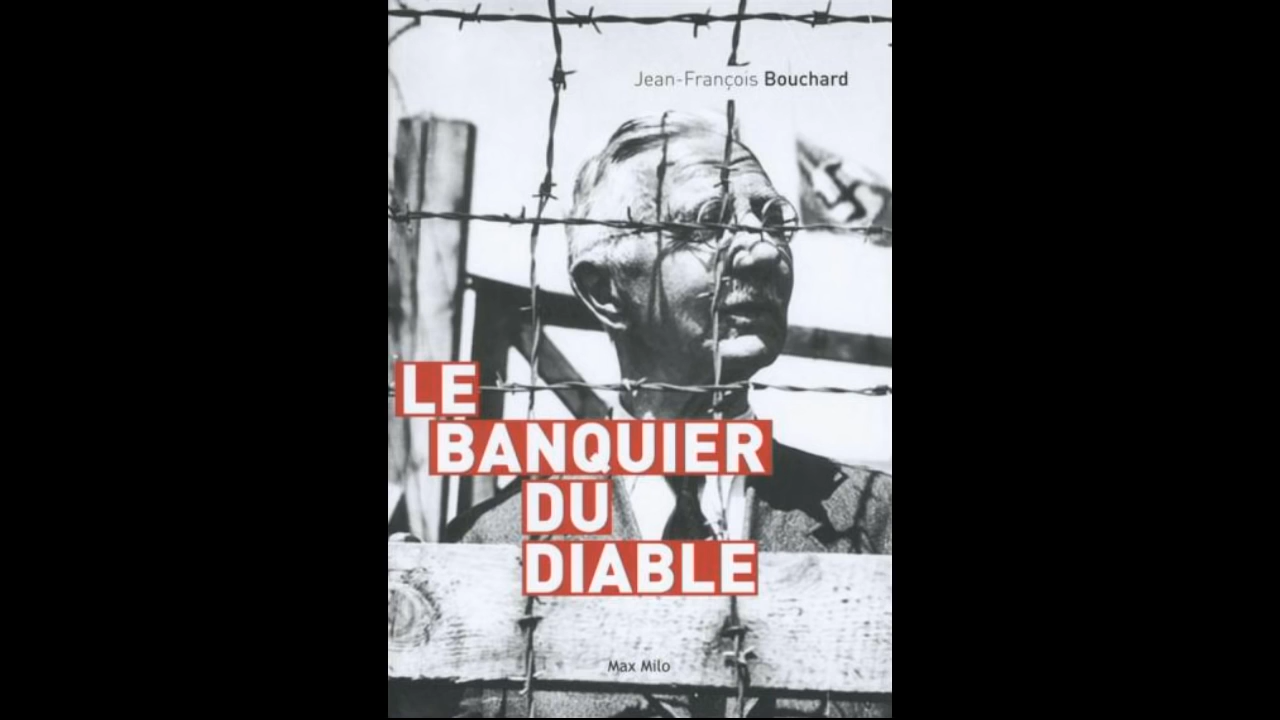 Jean-François Bouchard
LE
BANQUIER
DU
DIABLE
Max Milo